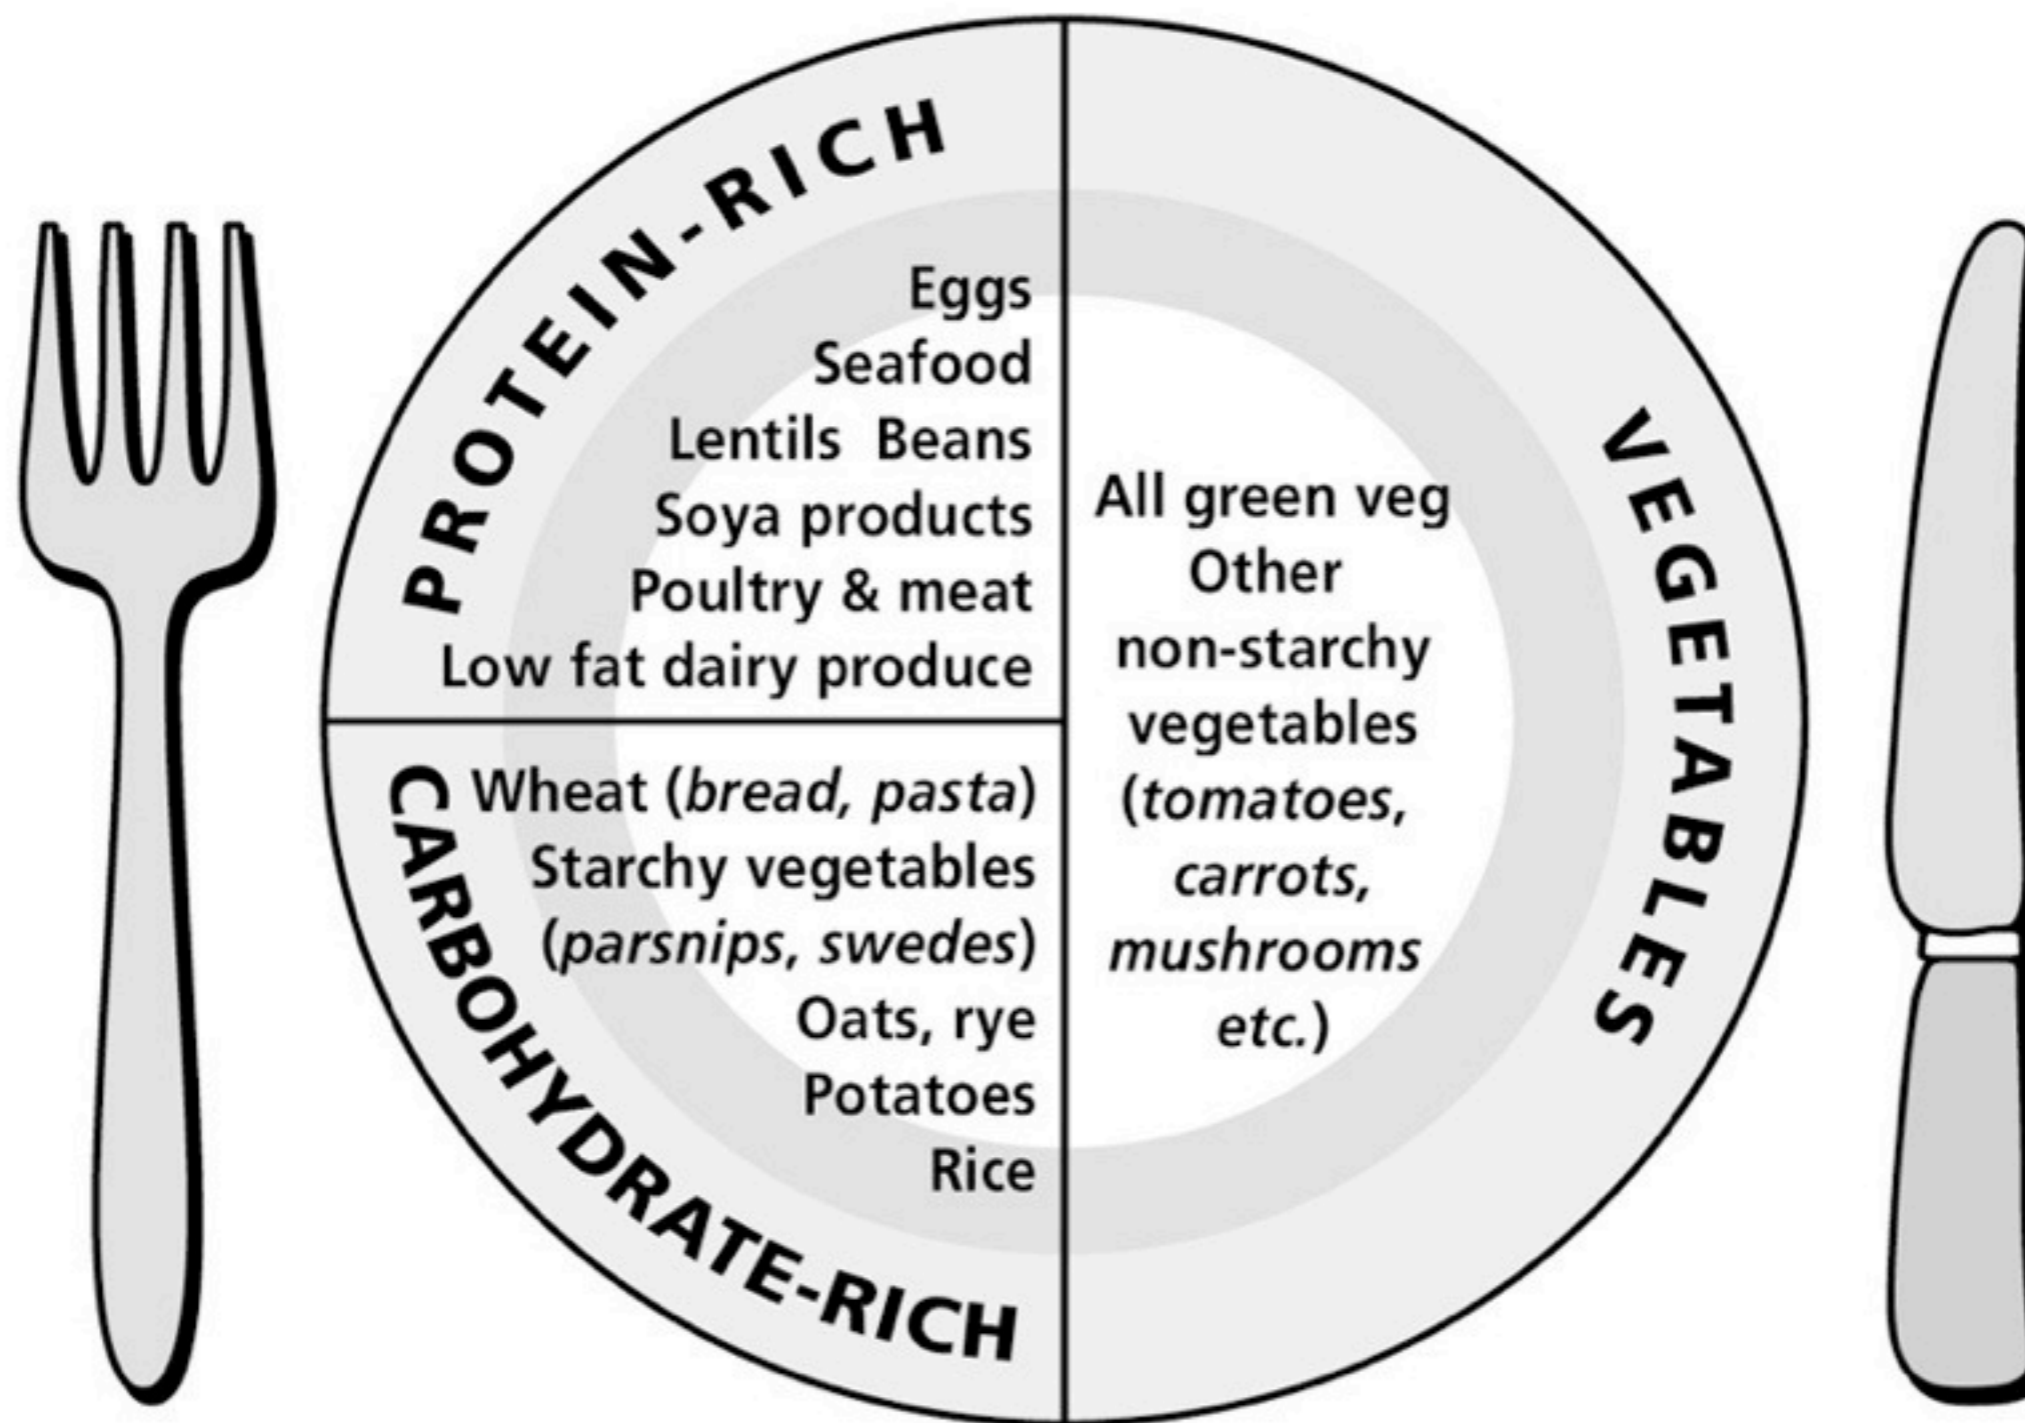 PROTEIN-RICH
Eggs
Seafood
Lentils Beans
Soya products
Poultry & meat
Low fat dairy produce
CARBOHYDRATE-RICH
Wheat (bread, pasta)
Starchy vegetables
(parsnips, swedes)
Oats, rye
Potatoes
Rice
VEGETABLES
All green veg
Other
non-starchy
vegetables
(tomatoes,
carrots,
mushrooms
etc.)